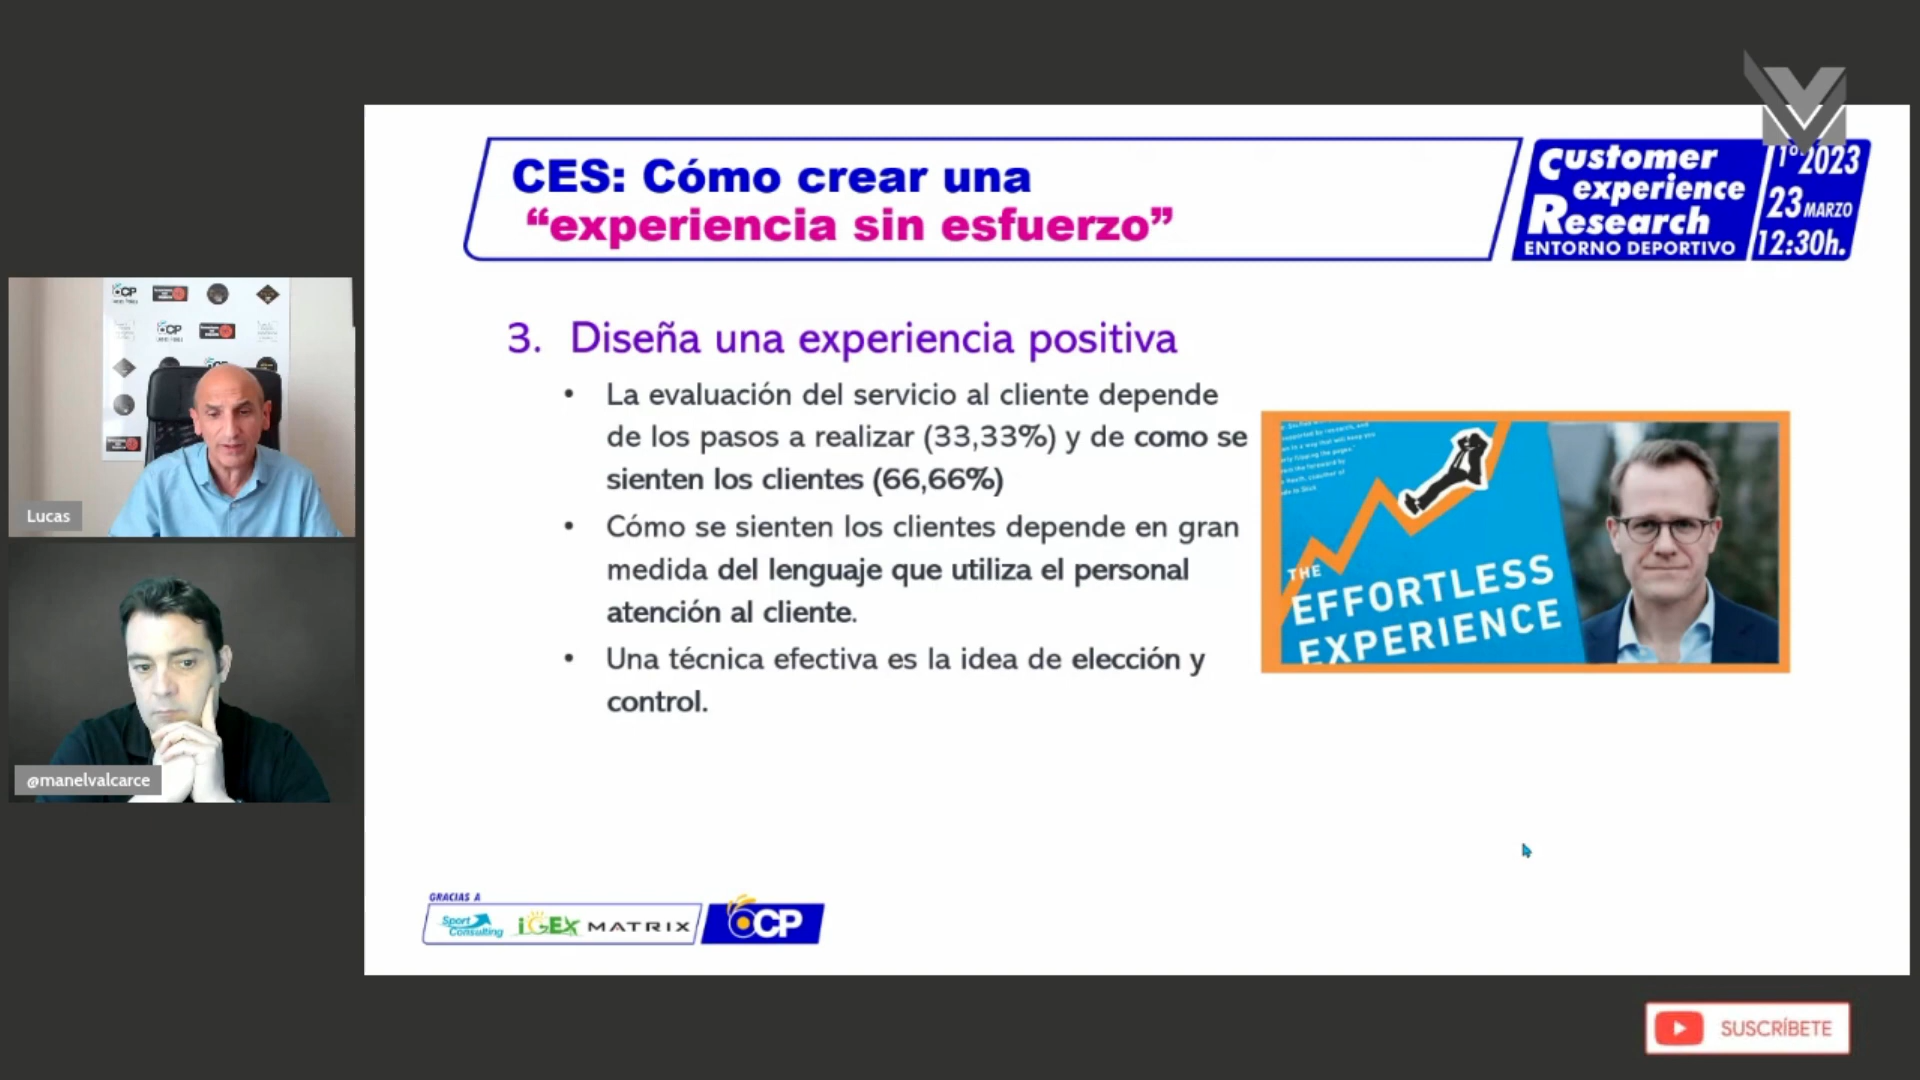 CES: Cómo crear una
“experiencia sin esfuerzo”
Customer
experience
Research
ENTORNO DEPORTIVO
1º 2023
23 MARZO
12:30h.
3. Diseña una experiencia positiva
• La evaluación del servicio al cliente depende
de los pasos a realizar (33,33%) y de como se
sienten los clientes (66,66%)
• Cómo se sienten los clientes depende en gran
medida del lenguaje que utiliza el personal
atención al cliente.
• Una técnica efectiva es la idea de elección y
control.
THE
EFFORTLESS
EXPERIENCE
Lucas
@manelvalcarce
GRACIAS A
Sport
Consulting
iGEX
MATRIX
OCP
SUSCRÍBETE